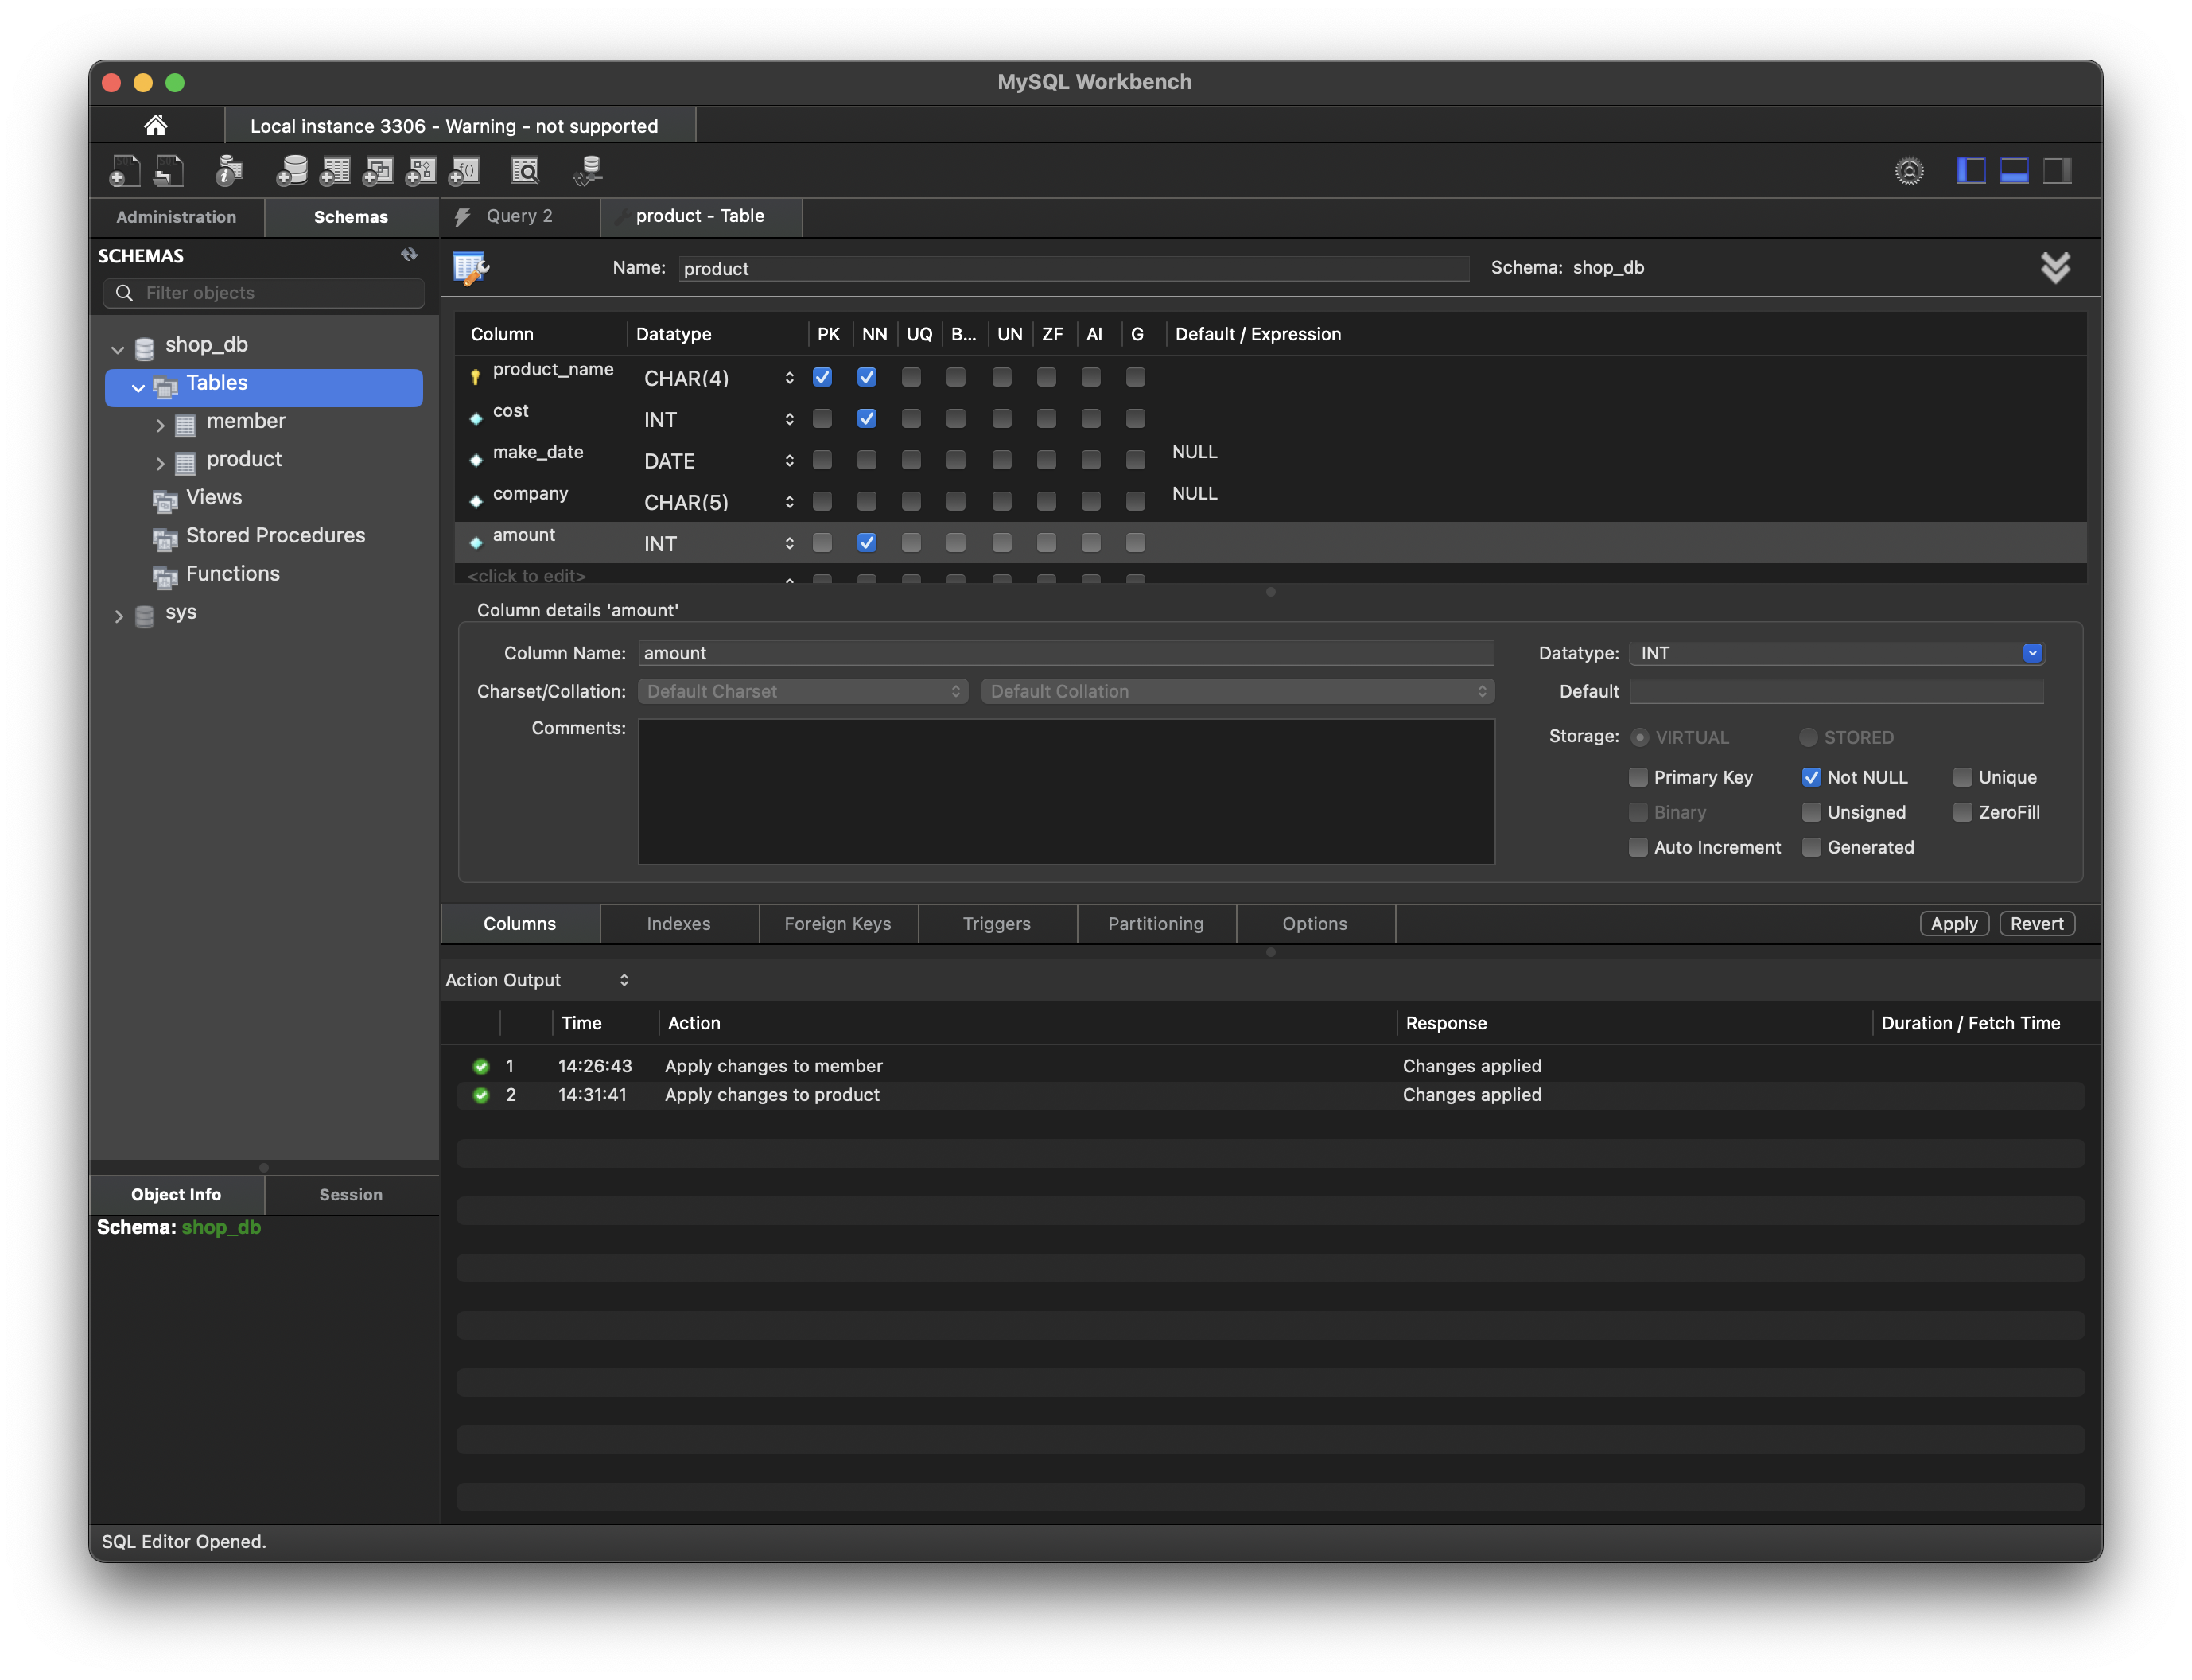 MySQL Workbench
Local instance 3306 - Warning - not supported
Administration
Schemas
Query 2
product - Table
SCHEMAS
Filter objects
shop_db
Tables
member
product
Views
Stored Procedures
Functions
sys
Name: product
Schema: shop_db
Column Datatype PK NN UQ B... UN ZF AI G Default / Expression
product_name CHAR(4)
cost INT
make_date DATE NULL
company CHAR(5) NULL
amount INT
<click to edit>
Column details 'amount'
Column Name: amount
Datatype: INT
Charset/Collation: Default Charset Default Collation
Default
Comments:
Storage: VIRTUAL STORED
Primary Key Not NULL Unique
Binary Unsigned ZeroFill
Auto Increment Generated
Columns Indexes Foreign Keys Triggers Partitioning Options Apply Revert
Action Output
Time Action Response Duration / Fetch Time
1 14:26:43 Apply changes to member Changes applied
2 14:31:41 Apply changes to product Changes applied
Object Info Session
Schema: shop_db
SQL Editor Opened.